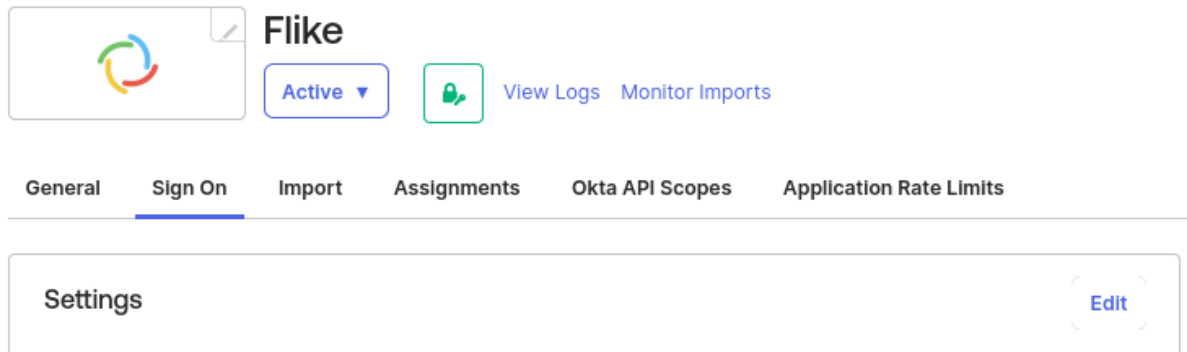 Flike
Active ▼
View Logs Monitor Imports
General Sign On Import Assignments Okta API Scopes Application Rate Limits
Settings
Edit